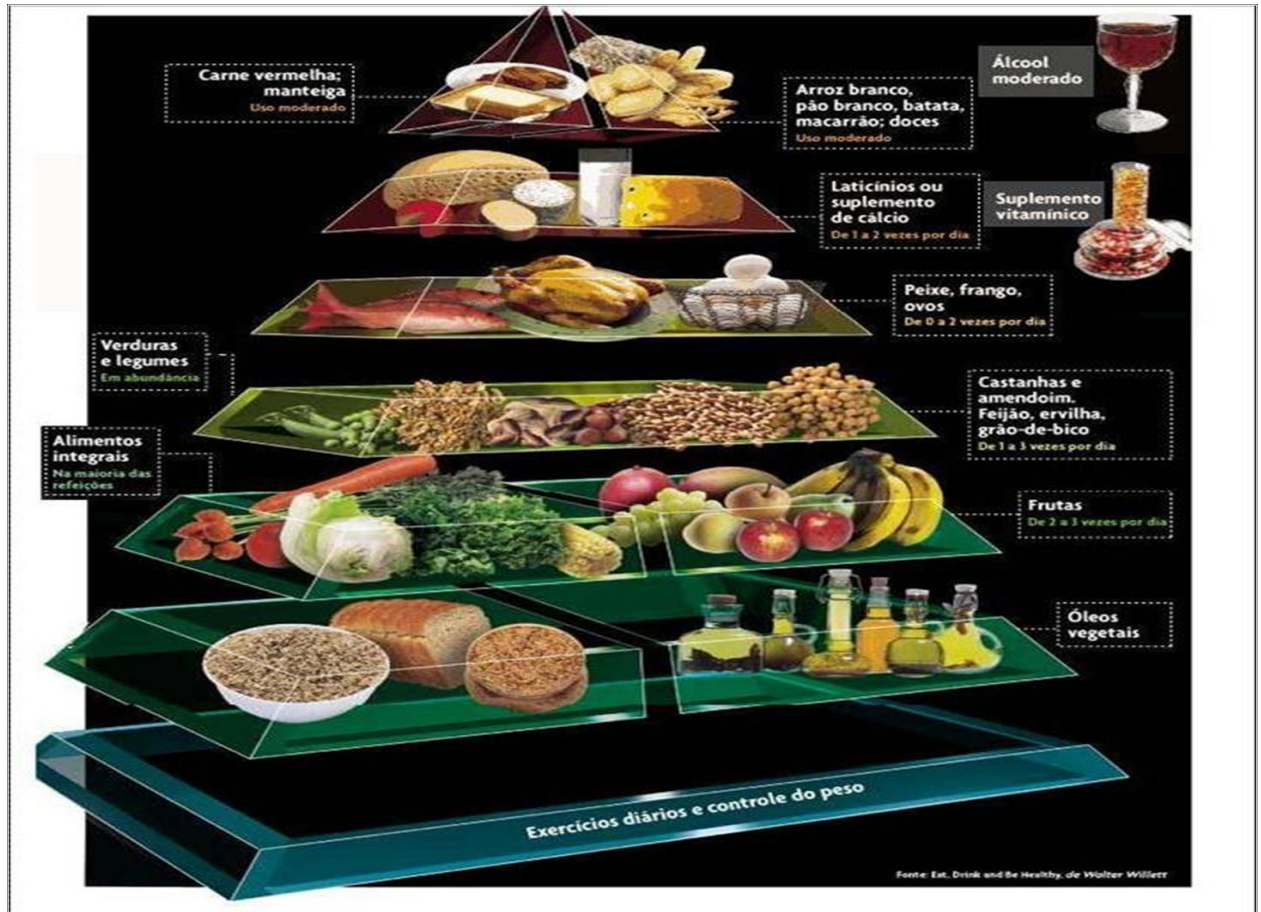 Carne vermelha;
manteiga
Uso moderado
Arroz branco,
pão branco, batata,
macarrão; doces
Uso moderado
Álcool
moderado
Laticínios ou
suplemento
de cálcio
De 1 a 2 vezes por dia
Suplemento
vitamínico
Peixe, frango,
ovos
De 0 a 2 vezes por dia
Verduras
e legumes
Em abundância
Castanhas e
amendoim.
Feijão, ervilha,
grão-de-bico
De 1 a 3 vezes por dia
Alimentos
integrais
Na maioria das
refeições
Frutas
De 2 a 3 vezes por dia
Óleos
vegetais
Exercícios diários e controle do peso
Fonte: Eat, Drink and Be Healthy, de Walter Willett